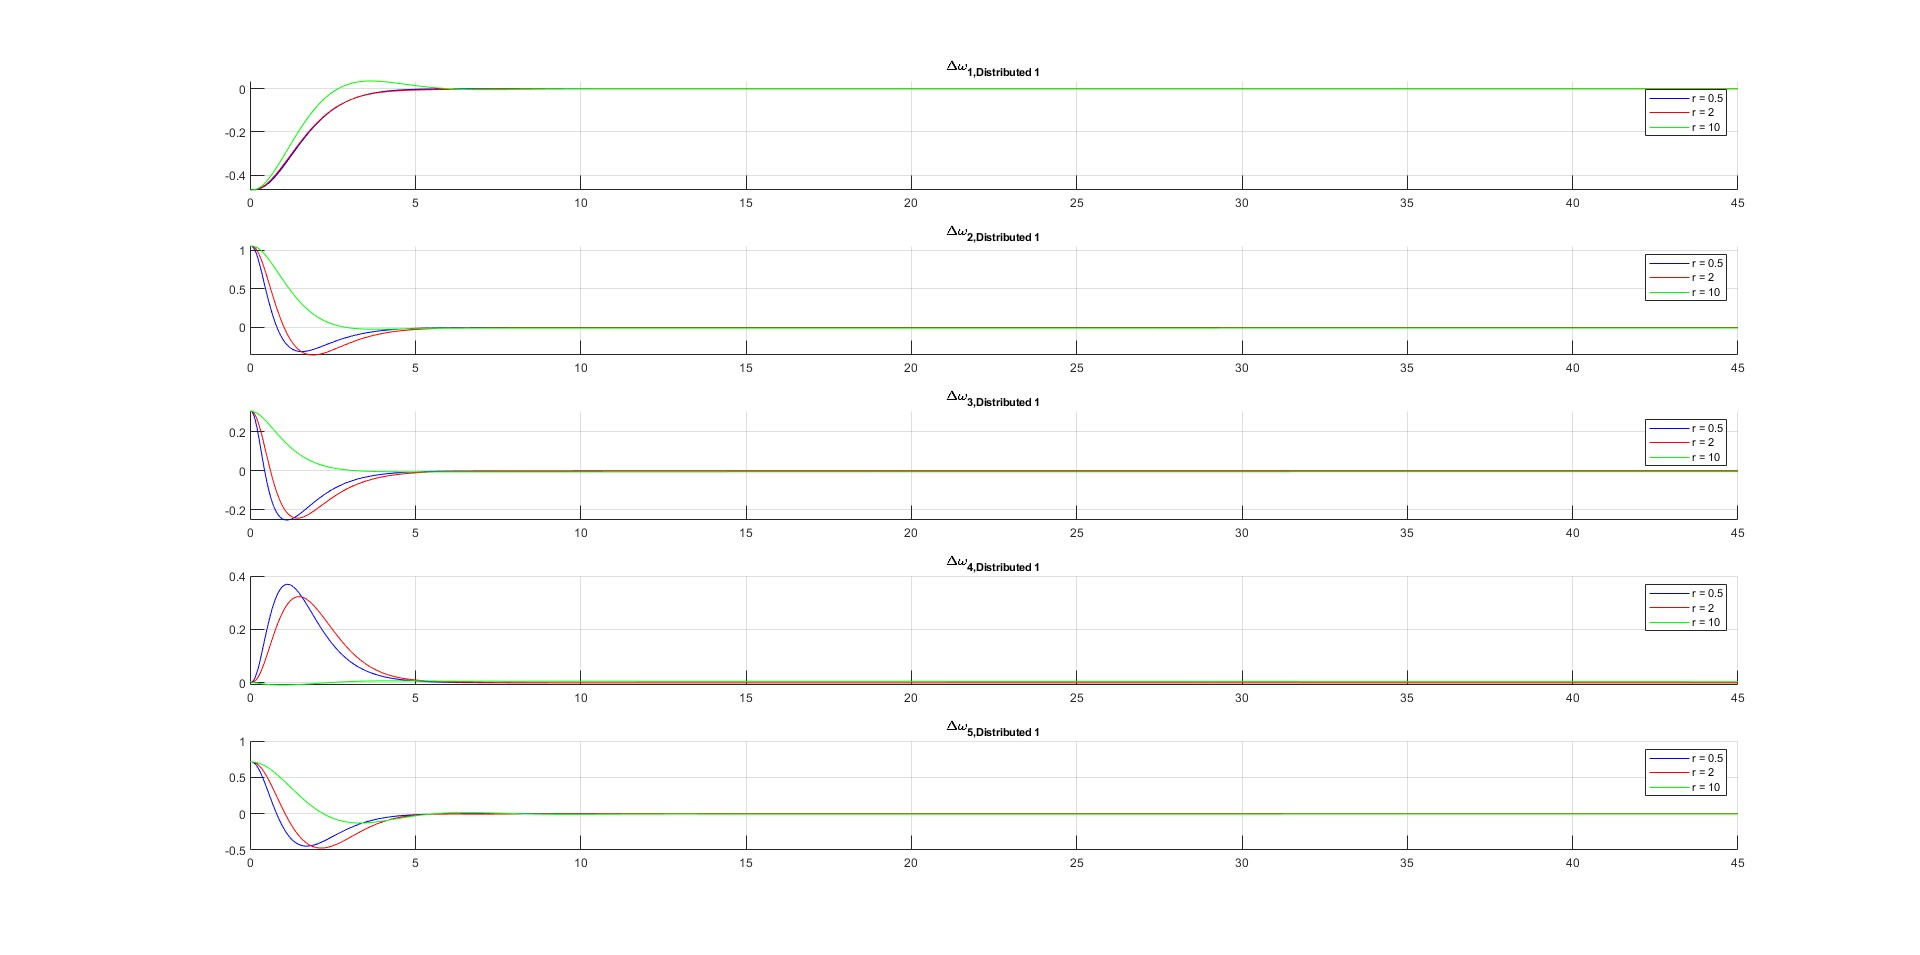 Δω1,Distributed 1
0
-0.2
-0.4
r = 0.5
r = 2
r = 10
0 5 10 15 20 25 30 35 40 45
Δω2,Distributed 1
1
0.5
0
r = 0.5
r = 2
r = 10
0 5 10 15 20 25 30 35 40 45
Δω3,Distributed 1
0.2
0
-0.2
r = 0.5
r = 2
r = 10
0 5 10 15 20 25 30 35 40 45
Δω4,Distributed 1
0.4
0.2
0
r = 0.5
r = 2
r = 10
0 5 10 15 20 25 30 35 40 45
Δω5,Distributed 1
1
0.5
0
-0.5
r = 0.5
r = 2
r = 10
0 5 10 15 20 25 30 35 40 45